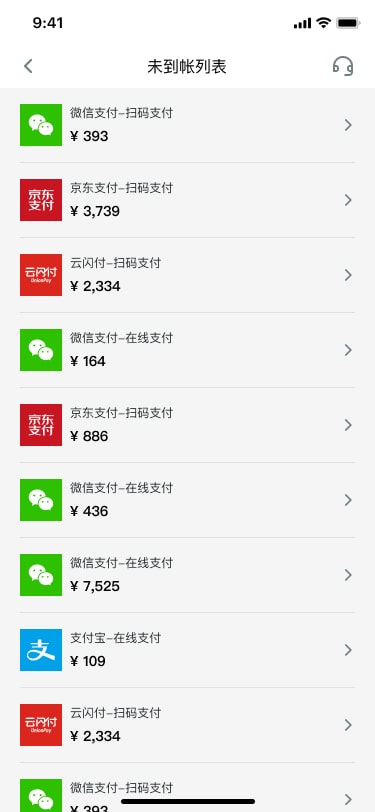 9:41
未到帐列表
微信支付-扫码支付
¥ 393
京东
支付
京东支付-扫码支付
¥ 3,739
云闪付
UnionPay
云闪付-扫码支付
¥ 2,334
微信支付-在线支付
¥ 164
京东
支付
京东支付-扫码支付
¥ 886
微信支付-在线支付
¥ 436
微信支付-在线支付
¥ 7,525
支
支付宝-在线支付
¥ 109
云闪付
UnionPay
云闪付-扫码支付
¥ 2,334
微信支付-扫码支付
¥ 393